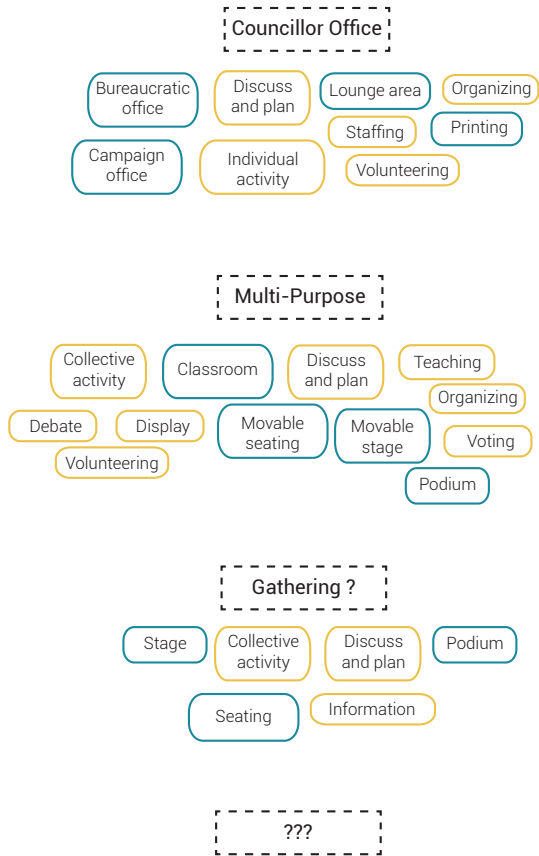 Councillor Office
Bureaucratic
office
Discuss
and plan
Lounge area
Organizing
Staffing
Printing
Campaign
office
Individual
activity
Volunteering
Multi-Purpose
Collective
activity
Classroom
Discuss
and plan
Teaching
Organizing
Debate
Display
Movable
seating
Movable
stage
Voting
Volunteering
Podium
Gathering ?
Stage
Collective
activity
Discuss
and plan
Podium
Seating
Information
???